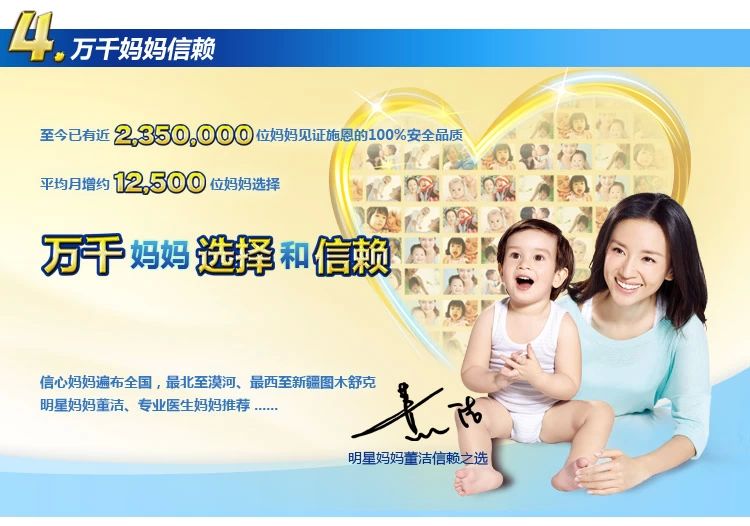 4. 万千妈妈信赖
至今已有近 2,350,000 位妈妈见证施恩的100%安全品质
平均月增约 12,500 位妈妈选择
万千 妈妈 选择 和 信赖
信心妈妈遍布全国，最北至漠河、最西至新疆图木舒克
明星妈妈董洁、专业医生妈妈推荐 ......
明星妈妈董洁信赖之选